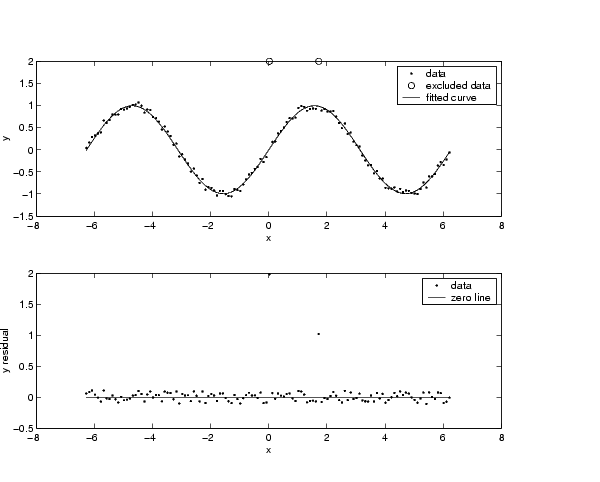 2
1.5
1
0.5
0
−0.5
−1
−1.5
y
data
excluded data
fitted curve
−8 −6 −4 −2 0 2 4 6 8
x
2
1.5
1
0.5
0
−0.5
y residual
data
zero line
−8 −6 −4 −2 0 2 4 6 8
x